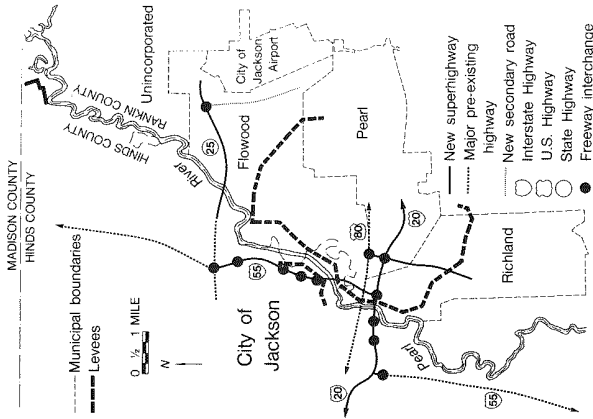 MADISON COUNTY
HINDS COUNTY
Municipal boundaries
Levees
0 ½ 1 MILE
N
City of
Jackson
HINDS COUNTY
RANKIN COUNTY
River
Unincorporated
City of
Jackson
Airport
Flowood
Pearl
Richland
Pearl
25
55
80
20
20
55
New superhighway
Major pre-existing
highway
New secondary road
Interstate Highway
U.S. Highway
State Highway
Freeway interchange